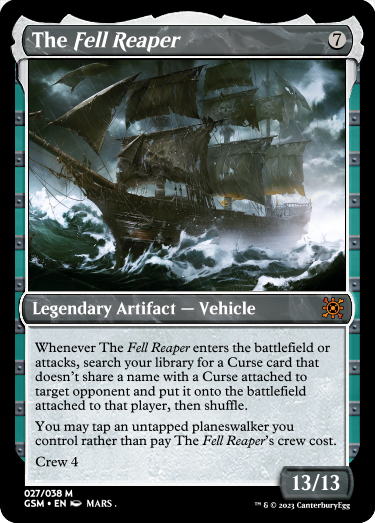 The Fell Reaper 7
Legendary Artifact — Vehicle
Whenever The Fell Reaper enters the battlefield or
attacks, search your library for a Curse card that
doesn't share a name with a Curse attached to
target opponent and put it onto the battlefield
attached to that player, then shuffle.
You may tap an untapped planeswalker you
control rather than pay The Fell Reaper's crew cost.
Crew 4
13/13
027/038 M
GSM • EN MARS .
™ & © 2023 CanterburyEgg